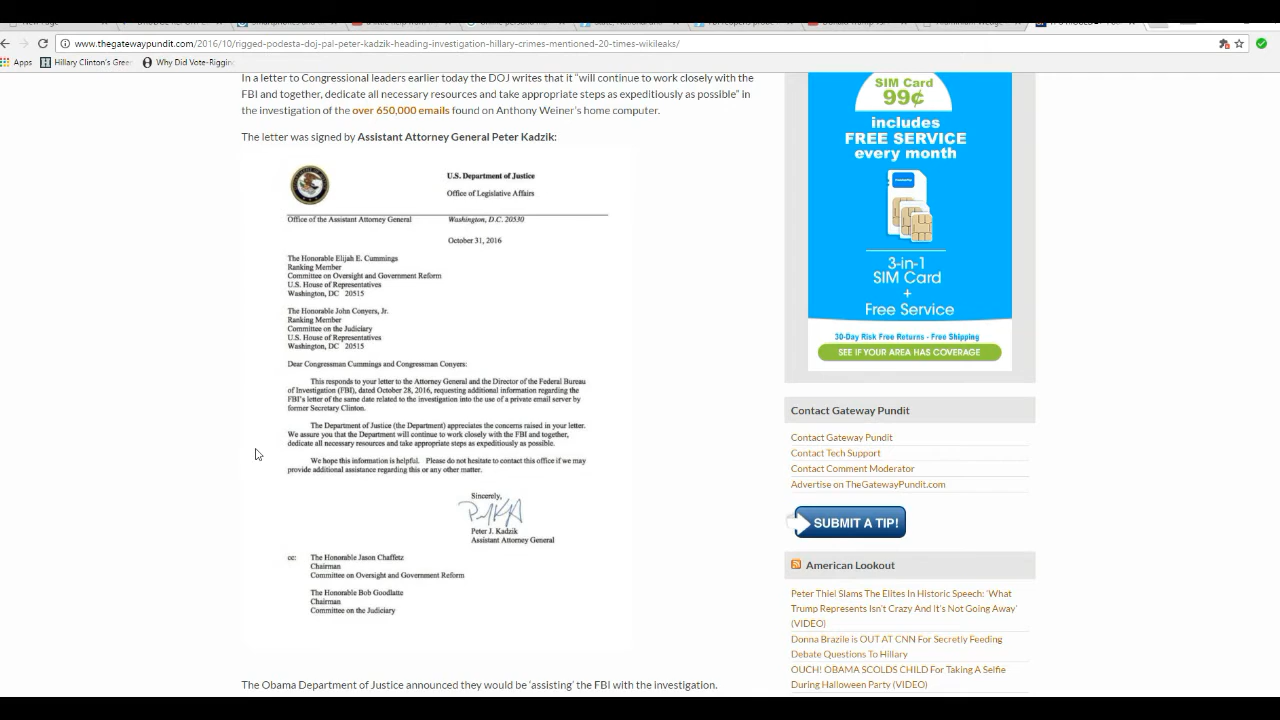 www.thegatewaypundit.com/2016/10/rigged-podesta-doj-pal-peter-kadzik-heading-investigation-hillary-crimes-mentioned-20-times-wikileaks/
Apps
Hillary Clinton's Gree
Why Did Vote-Rigging
In a letter to Congressional leaders earlier today the DOJ writes that it “will continue to work closely with the
FBI and together, dedicate all necessary resources and take appropriate steps as expeditiously as possible” in
the investigation of the over 650,000 emails found on Anthony Weiner’s home computer.
The letter was signed by Assistant Attorney General Peter Kadzik:
U.S. Department of Justice
Office of Legislative Affairs
Office of the Assistant Attorney General
Washington, D.C. 20530
October 31, 2016
The Honorable Elijah E. Cummings
Ranking Member
Committee on Oversight and Government Reform
U.S. House of Representatives
Washington, DC 20515
The Honorable John Conyers, Jr.
Ranking Member
Committee on the Judiciary
U.S. House of Representatives
Washington, DC 20515
Dear Congressman Cummings and Congressman Conyers:
This responds to your letter to the Attorney General and the Director of the Federal Bureau
of Investigation (FBI), dated October 28, 2016, requesting additional information regarding the
FBI's letter of the same date related to the investigation into the use of a private email server by
former Secretary Clinton.
The Department of Justice (the Department) appreciates the concerns raised in your letter.
We assure you that the Department will continue to work closely with the FBI and together,
dedicate all necessary resources and take appropriate steps as expeditiously as possible.
We hope this information is helpful. Please do not hesitate to contact this office if we may
provide additional assistance regarding this or any other matter.
Sincerely,
Peter J. Kadzik
Assistant Attorney General
cc:
The Honorable Jason Chaffetz
Chairman
Committee on Oversight and Government Reform
The Honorable Bob Goodlatte
Chairman
Committee on the Judiciary
The Obama Department of Justice announced they would be ‘assisting’ the FBI with the investigation.
SIM Card
99¢
includes
FREE SERVICE
every month
3-in-1
SIM Card
+
Free Service
30-Day Risk Free Returns - Free Shipping
SEE IF YOUR AREA HAS COVERAGE
Contact Gateway Pundit
Contact Gateway Pundit
Contact Tech Support
Contact Comment Moderator
Advertise on TheGatewayPundit.com
SUBMIT A TIP!
American Lookout
Peter Thiel Slams The Elites In Historic Speech: ‘What
Trump Represents Isn’t Crazy And It’s Not Going Away’
(VIDEO)
Donna Brazile is OUT AT CNN For Secretly Feeding
Debate Questions To Hillary
OUCH! OBAMA SCOLDS CHILD For Taking A Selfie
During Halloween Party (VIDEO)